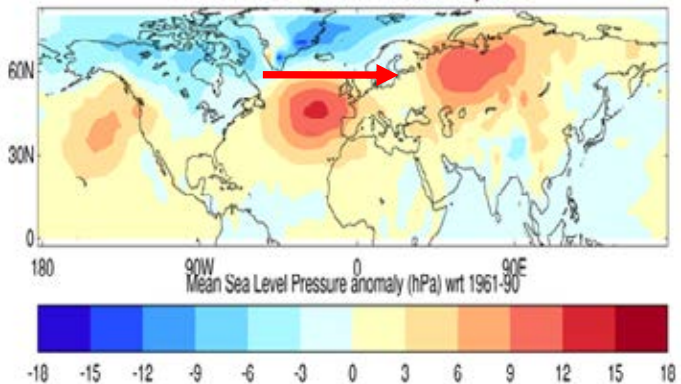 60N
30N
0
180 90W 0 90E
Mean Sea Level Pressure anomaly (hPa) wrt 1961-90
-18 -15 -12 -9 -6 -3 0 3 6 9 12 15 18